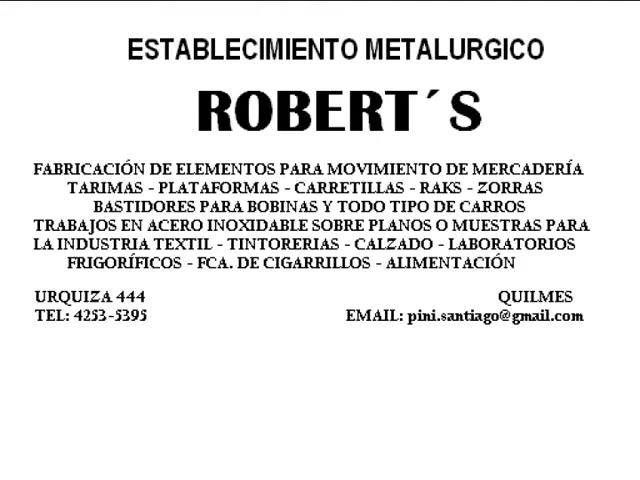 ESTABLECIMIENTO METALURGICO
ROBERT´S
FABRICACIÓN DE ELEMENTOS PARA MOVIMIENTO DE MERCADERÍA
TARIMAS - PLATAFORMAS - CARRETILLAS - RAKS - ZORRAS
BASTIDORES PARA BOBINAS Y TODO TIPO DE CARROS
TRABAJOS EN ACERO INOXIDABLE SOBRE PLANOS O MUESTRAS PARA
LA INDUSTRIA TEXTIL - TINTORERIAS - CALZADO - LABORATORIOS
FRIGORÍFICOS - FCA. DE CIGARRILLOS - ALIMENTACIÓN
URQUIZA 444 QUILMES
TEL: 4253-5395 EMAIL: pini.santiago@gmail.com